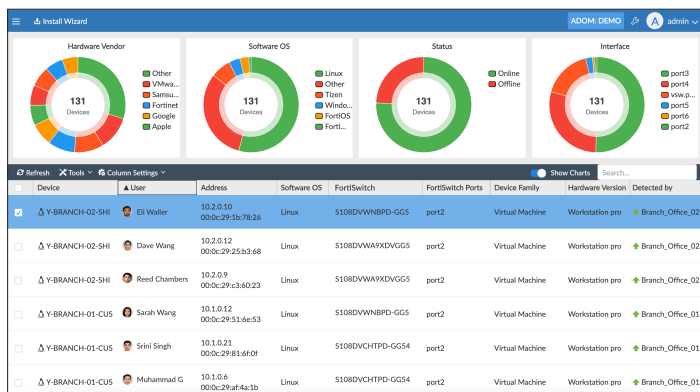 Install Wizard
ADOM: DEMO
A
admin
Hardware Vendor
131
Devices
Other
VMwa...
Samsu...
Fortinet
Google
Apple
Software OS
131
Devices
Linux
Other
Tizen
Windo...
FortiOS
Forti...
Status
131
Devices
Online
Offline
Interface
131
Devices
port3
port4
vsw.p...
port5
port6
port2
Refresh Tools Column Settings Show Charts Search...
Device ▲User Address Software OS FortiSwitch FortiSwitch Ports Device Family Hardware Version Detected by
Y-BRANCH-02-SHI Eli Waller 10.2.0.10 Linux S108DVWNBPD-GG5 port2 Virtual Machine Workstation pro Branch_Office_02
00:0c:29:1b:78:26
Y-BRANCH-02-SHI Dave Wang 10.2.0.12 Linux S108DVWA9XDVGG5 port2 Virtual Machine Workstation pro Branch_Office_02
00:0c:29:25:b3:68
Y-BRANCH-02-SHI Reed Chambers 10.2.0.9 Linux S108DVWA9XDVGG5 port2 Virtual Machine Workstation pro Branch_Office_02
00:0c:29:c3:60:23
Y-BRANCH-01-CUS Sarah Wang 10.1.0.12 Linux S108DVWNBPD-GG5 port2 Virtual Machine Workstation pro Branch_Office_01
00:0c:29:51:6e:53
Y-BRANCH-01-CUS Srini Singh 10.1.0.21 Linux S108DVCHTPD-GG54 port2 Virtual Machine Workstation pro Branch_Office_01
00:0c:29:81:6f:0f
Y-BRANCH-01-CUS Muhammad G 10.1.0.6 Linux S108DVCHTPD-GG54 port2 Virtual Machine Workstation pro Branch_Office_01
00:0c:29:af:4a:1b